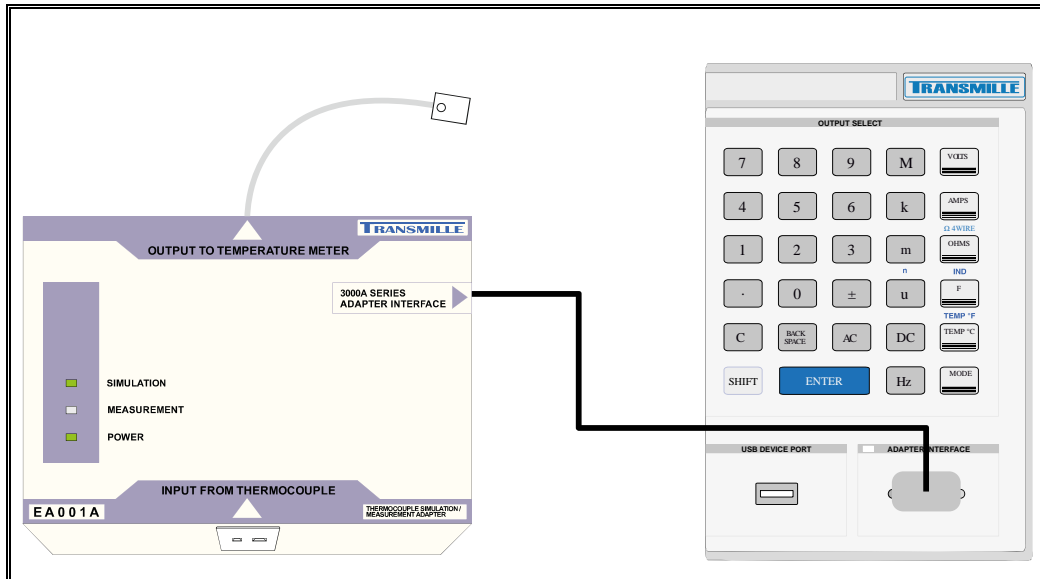 TRANSMILLE
OUTPUT TO TEMPERATURE METER
3000A SERIES
ADAPTER INTERFACE
SIMULATION
MEASUREMENT
POWER
INPUT FROM THERMOCOUPLE
EA001A
THERMOCOUPLE SIMULATION /
MEASUREMENT ADAPTER
TRANSMILLE
OUTPUT SELECT
7 8 9 M VOLTS
4 5 6 k AMPS
Ω 4WIRE
1 2 3 m OHMS
n IND
. 0 ± u F
TEMP °F
C BACK SPACE AC DC TEMP °C
SHIFT ENTER Hz MODE
USB DEVICE PORT
ADAPTER INTERFACE